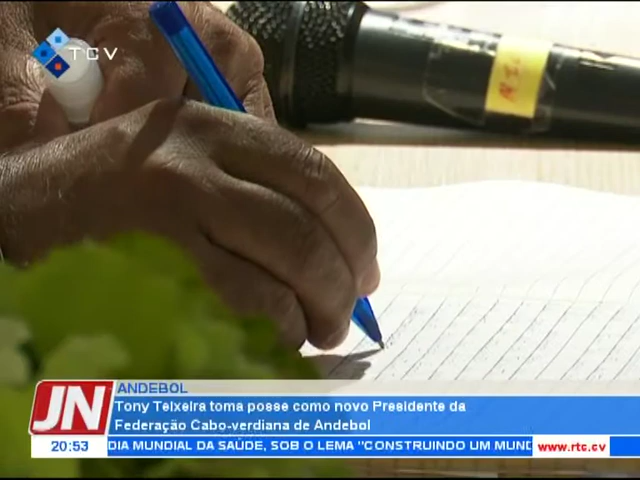 TCV
ANDEBOL
JN
Tony Teixeira toma posse como novo Presidente da
Federação Cabo-verdiana de Andebol
20:53
DIA MUNDIAL DA SAÚDE, SOB O LEMA "CONSTRUINDO UM MUN
www.rtc.cv